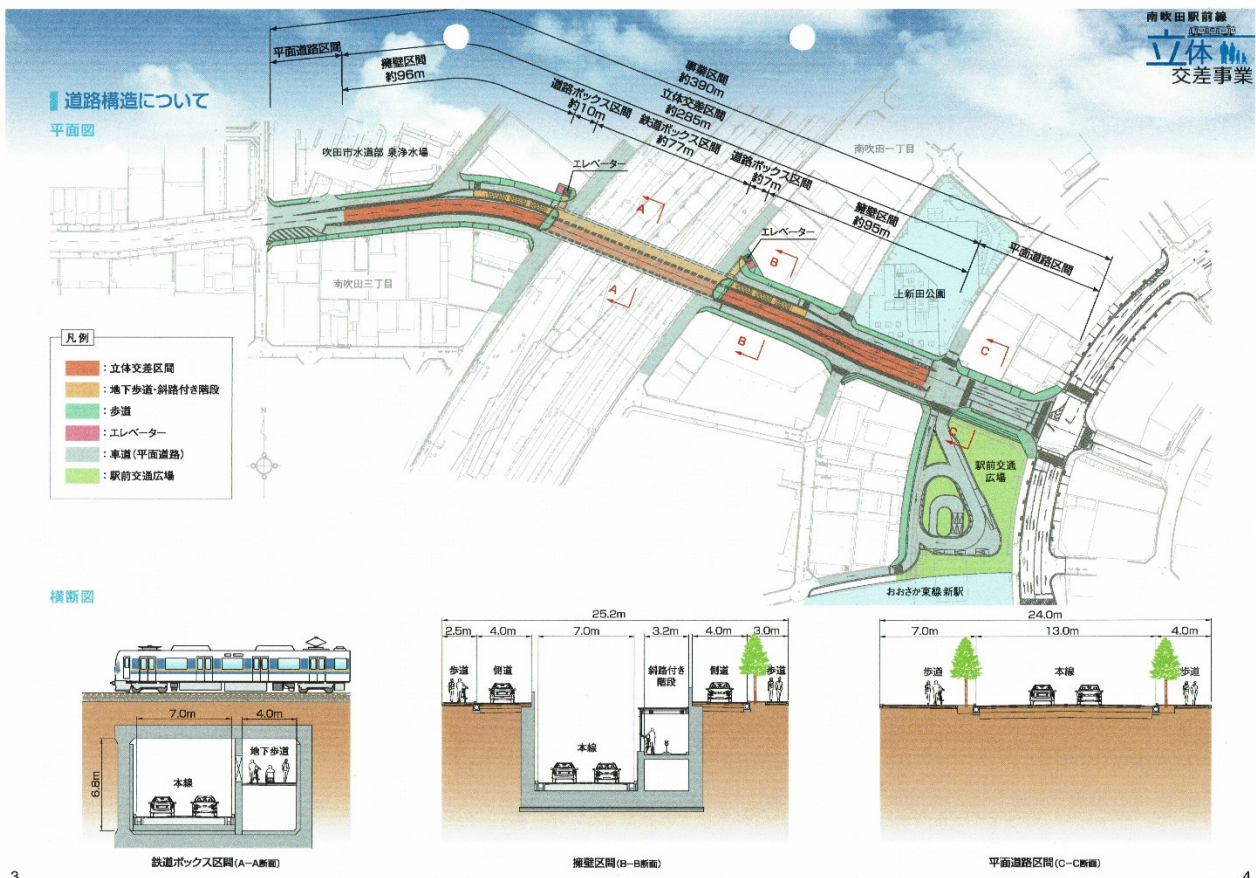 南吹田駅前線
立体
交差事業
道路構造について
平面図
平面道路区間
擁壁区間
約96m
道路ボックス区間
約10m
事業区間
約390m
立体交差区間
約285m
鉄道ボックス区間
約77m
道路ボックス区間
約7m
擁壁区間
約95m
平面道路区間
吹田市水道部 泉浄水場
エレベーター
南吹田一丁目
エレベーター
A
A
B
B
C
C
上新田公園
南吹田三丁目
駅前交通
広場
おおさか東線 新駅
N
凡例
:立体交差区間
:地下歩道・斜路付き階段
:歩道
:エレベーター
:車道(平面道路)
:駅前交通広場
横断図
7.0m
4.0m
6.8m
本線
地下歩道
鉄道ボックス区間(A-A断面)
25.2m
2.5m
4.0m
7.0m
3.2m
4.0m
3.0m
歩道
側道
斜路付き
階段
側道
歩道
本線
擁壁区間(B-B断面)
24.0m
7.0m
13.0m
4.0m
歩道
本線
歩道
平面道路区間(C-C断面)
3
4